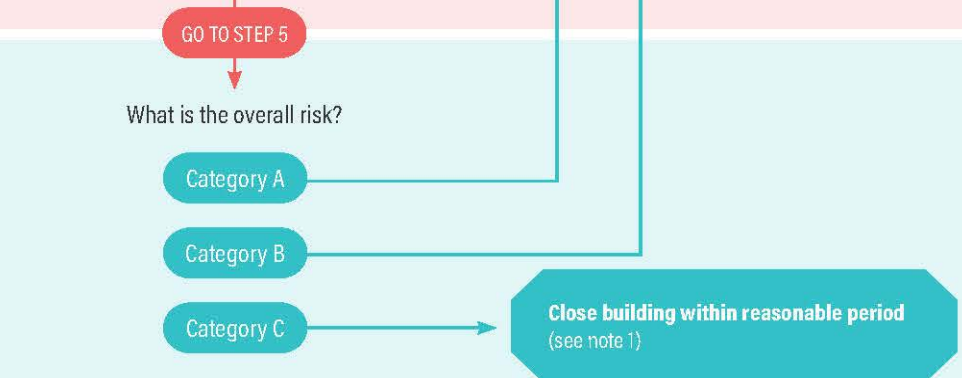 GO TO STEP 5
What is the overall risk?
Category A
Category B
Category C
Close building within reasonable period
(see note 1)